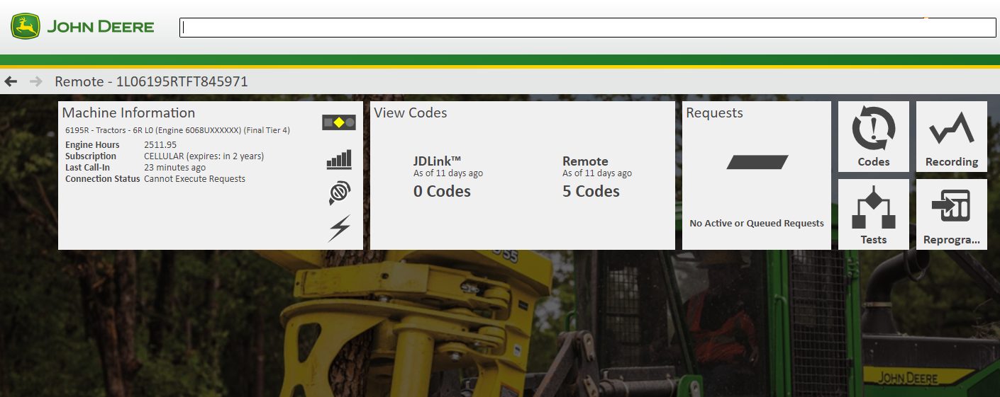 JOHN DEERE
Remote - 1L06195RTFT845971
Machine Information
6195R - Tractors - 6R L0 (Engine 6068UXXXXXX) (Final Tier 4)
Engine Hours 2511.95
Subscription CELLULAR (expires: in 2 years)
Last Call-In 23 minutes ago
Connection Status Cannot Execute Requests
View Codes
JDLink™
As of 11 days ago
0 Codes
Remote
As of 11 days ago
5 Codes
Requests
No Active or Queued Requests
Codes
Recording
Tests
Reprogra...
JOHN DEERE